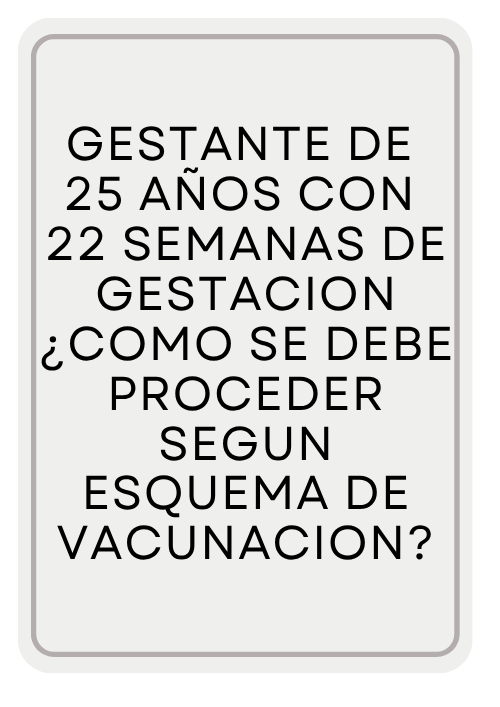 GESTANTE DE
25 AÑOS CON
22 SEMANAS DE
GESTACION
¿COMO SE DEBE
PROCEDER
SEGUN
ESQUEMA DE
VACUNACION?